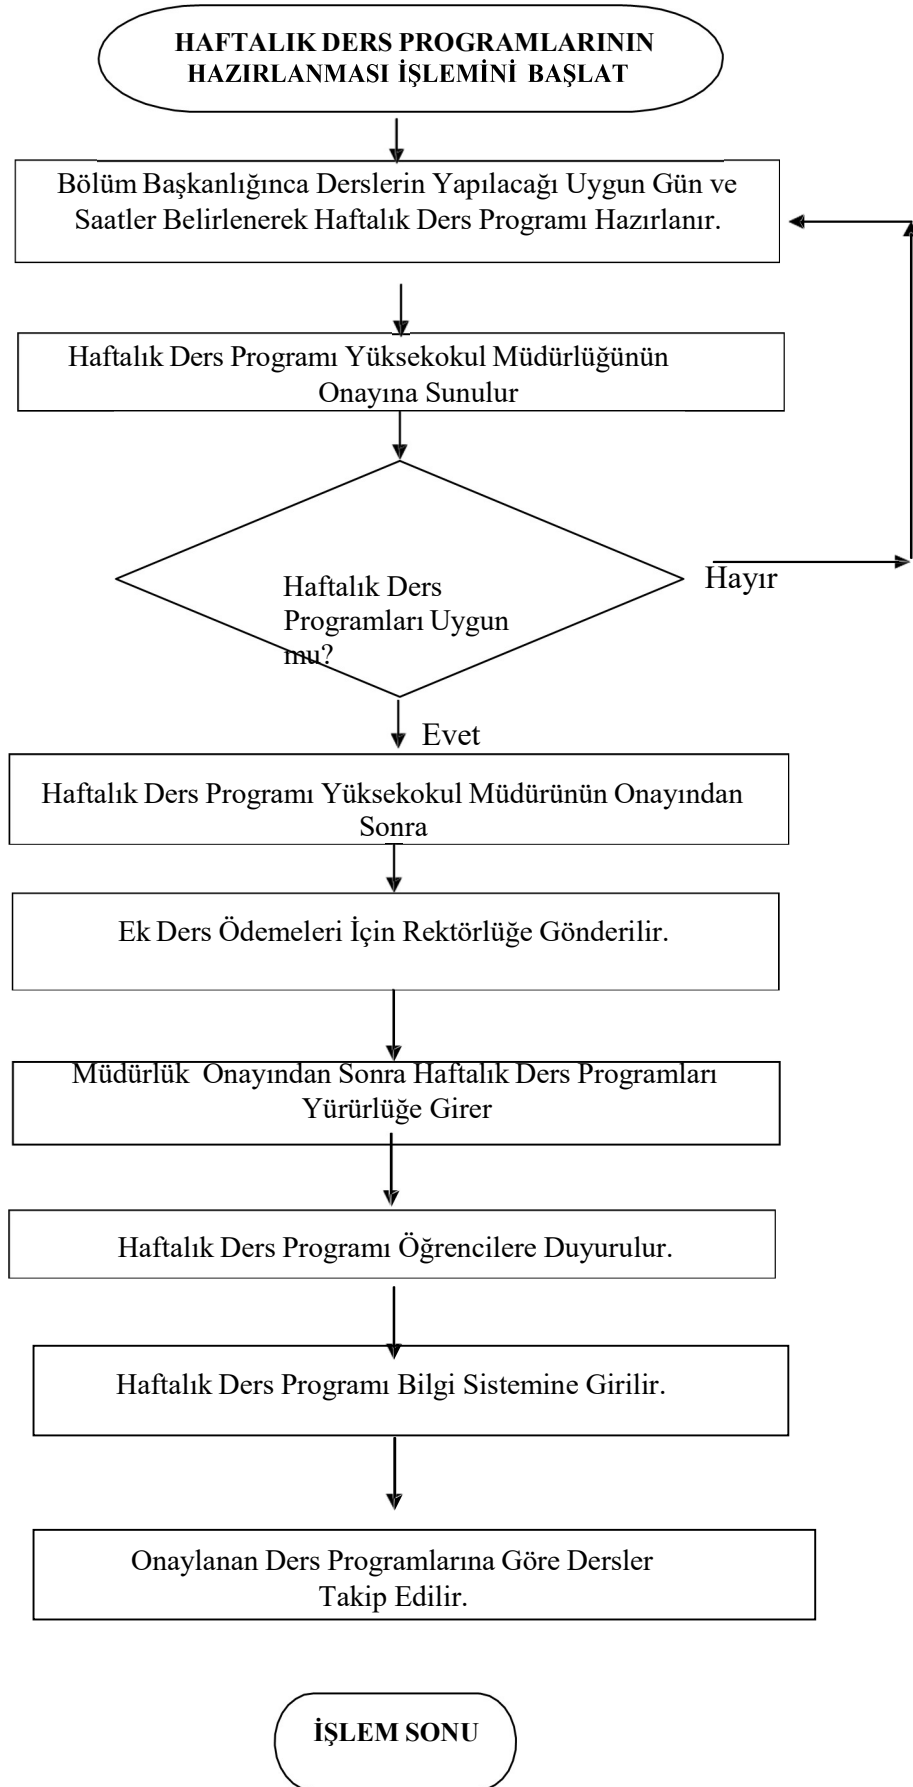 HAFTALIK DERS PROGRAMLARININ
HAZIRLANMASI İŞLEMİNİ BAŞLAT
Bölüm Başkanlığınca Derslerin Yapılacağı Uygun Gün ve
Saatler Belirlenerek Haftalık Ders Programı Hazırlanır.
Haftalık Ders Programı Yüksekokul Müdürlüğünün
Onayına Sunulur
Haftalık Ders
Programları Uygun
mu?
Hayır
Evet
Haftalık Ders Programı Yüksekokul Müdürünün Onayından
Sonra
Ek Ders Ödemeleri İçin Rektörlüğe Gönderilir.
Müdürlük Onayından Sonra Haftalık Ders Programları
Yürürlüğe Girer
Haftalık Ders Programı Öğrencilere Duyurulur.
Haftalık Ders Programı Bilgi Sistemine Girilir.
Onaylanan Ders Programlarına Göre Dersler
Takip Edilir.
İŞLEM SONU